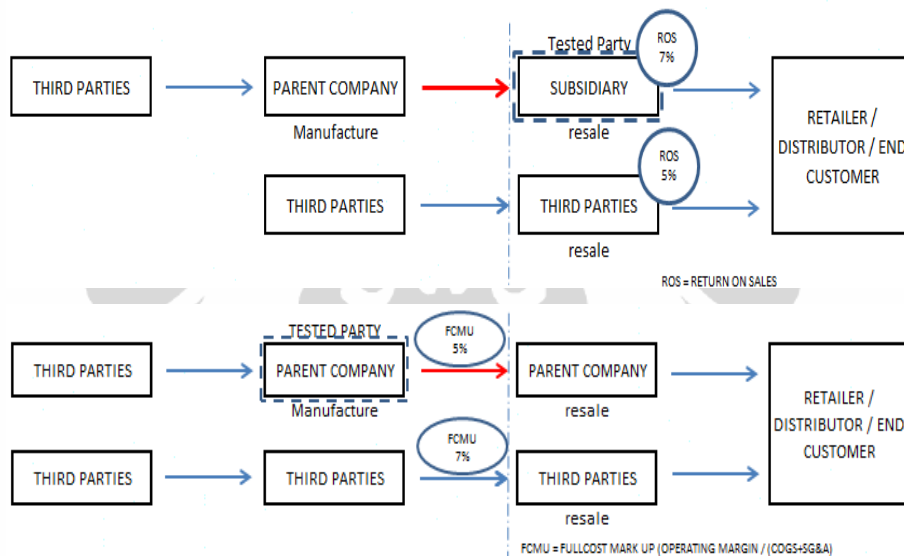 Tested Party
ROS
7%
THIRD PARTIES
PARENT COMPANY
SUBSIDIARY
Manufacture
resale
RETAILER /
DISTRIBUTOR / END
CUSTOMER
ROS
5%
THIRD PARTIES
THIRD PARTIES
resale
ROS = RETURN ON SALES
TESTED PARTY
FCMU
5%
THIRD PARTIES
PARENT COMPANY
PARENT COMPANY
Manufacture
resale
RETAILER /
DISTRIBUTOR / END
CUSTOMER
FCMU
7%
THIRD PARTIES
THIRD PARTIES
THIRD PARTIES
resale
FCMU = FULLCOST MARK UP (OPERATING MARGIN / (COGS+SG&A)